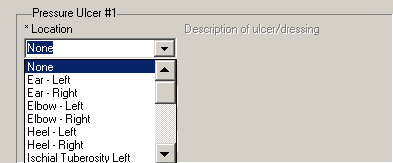 Pressure Ulcer #1
* Location
Description of ulcer/dressing
None
None
Ear - Left
Ear - Right
Elbow - Left
Elbow - Right
Heel - Left
Heel - Right
Ischial Tuberosity Left